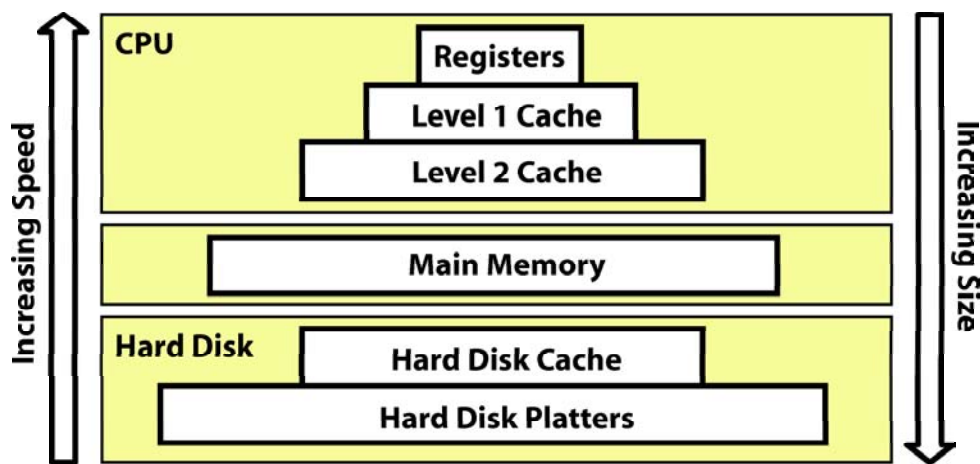 CPU
Registers
Level 1 Cache
Level 2 Cache
Main Memory
Hard Disk
Hard Disk Cache
Hard Disk Platters
Increasing Speed
Increasing Size